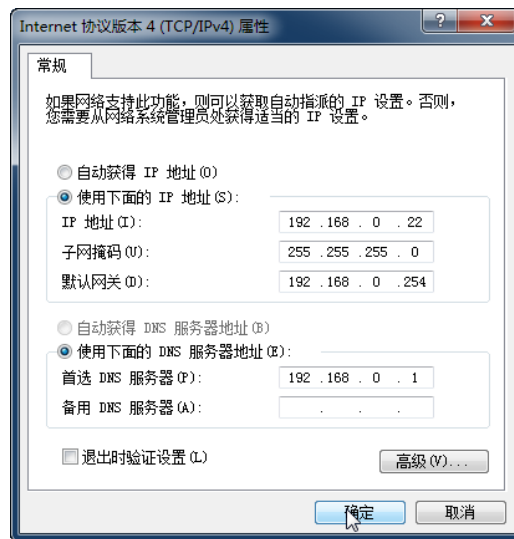 Internet 协议版本 4 (TCP/IPv4) 属性
常规
如果网络支持此功能，则可以获取自动指派的 IP 设置。否则，
您需要从网络系统管理员处获得适当的 IP 设置。
自动获得 IP 地址(O)
使用下面的 IP 地址(S):
IP 地址(I): 192 . 168 . 0 . 22
子网掩码(U): 255 . 255 . 255 . 0
默认网关(D): 192 . 168 . 0 . 254
自动获得 DNS 服务器地址(B)
使用下面的 DNS 服务器地址(E):
首选 DNS 服务器(P): 192 . 168 . 0 . 1
备用 DNS 服务器(A): . . .
退出时验证设置(L)
高级(V)...
确定 取消